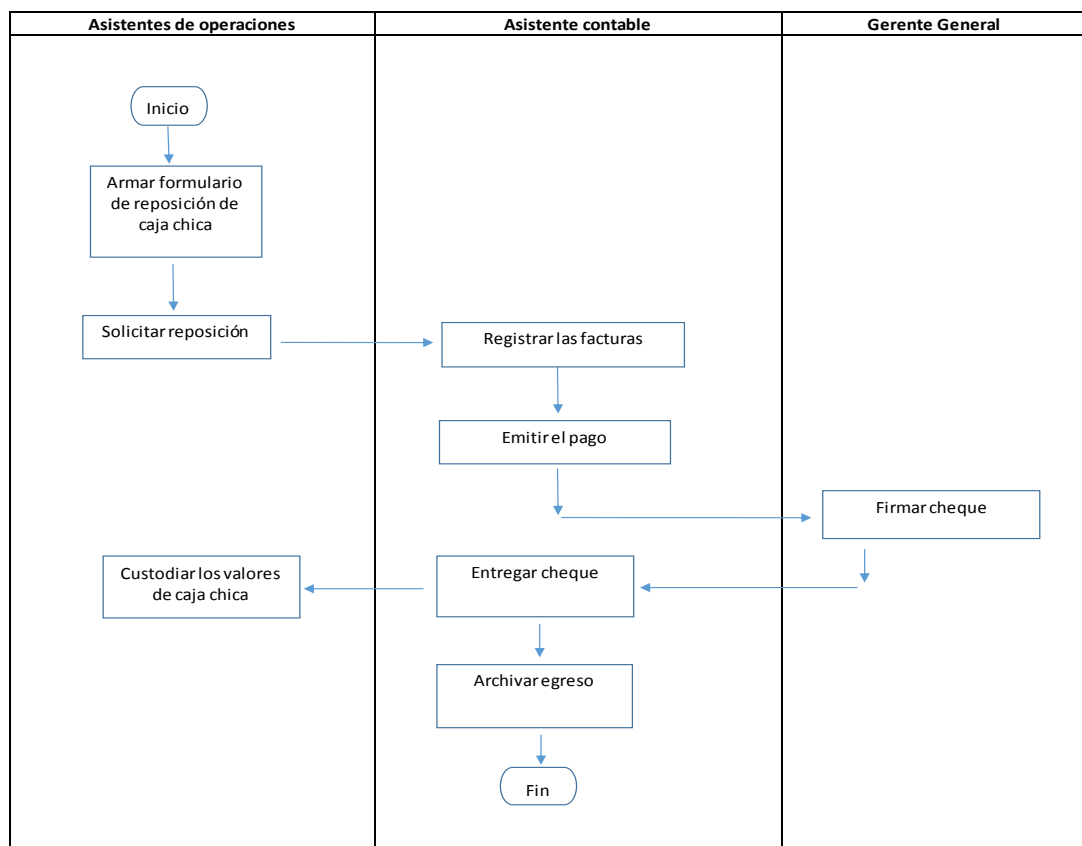 Asistentes de operaciones
Asistente contable
Gerente General
Inicio
Armar formulario
de reposición de
caja chica
Solicitar reposición
Registrar las facturas
Emitir el pago
Firmar cheque
Custodiar los valores
de caja chica
Entregar cheque
Archivar egreso
Fin